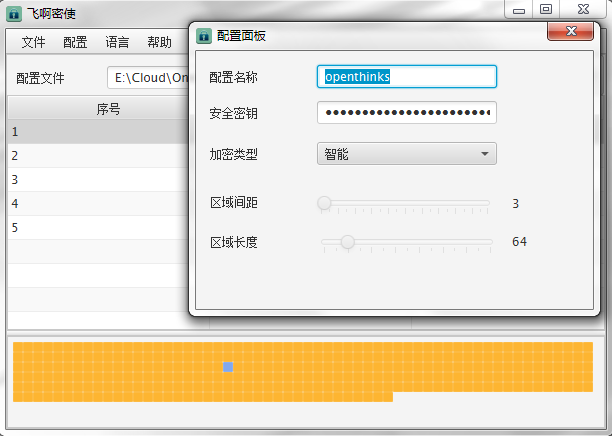 飞啊密使
文件 配置 语言 帮助
配置文件 E:\Cloud\On
序号
1
2
3
4
5
配置面板
配置名称 openthinks
安全密钥 ●●●●●●●●●●●●●●●●●●●●●●●
加密类型 智能
区域间距 3
区域长度 64